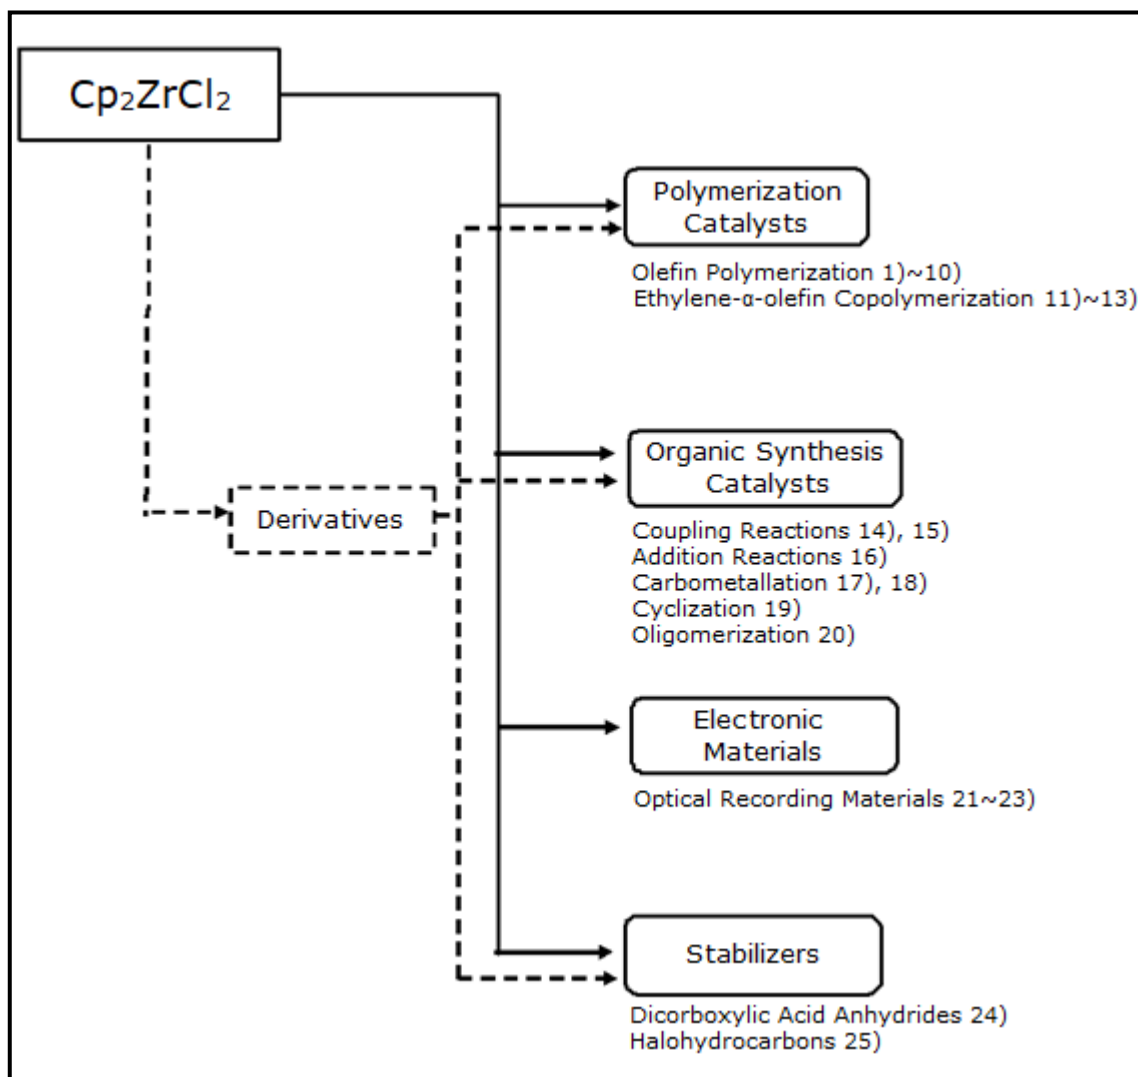 Cp₂ZrCl₂
Polymerization
Catalysts
Olefin Polymerization 1)~10)
Ethylene-α-olefin Copolymerization 11)~13)
Organic Synthesis
Catalysts
Derivatives
Coupling Reactions 14), 15)
Addition Reactions 16)
Carbometallation 17), 18)
Cyclization 19)
Oligomerization 20)
Electronic
Materials
Optical Recording Materials 21~23)
Stabilizers
Dicorboxylic Acid Anhydrides 24)
Halohydrocarbons 25)